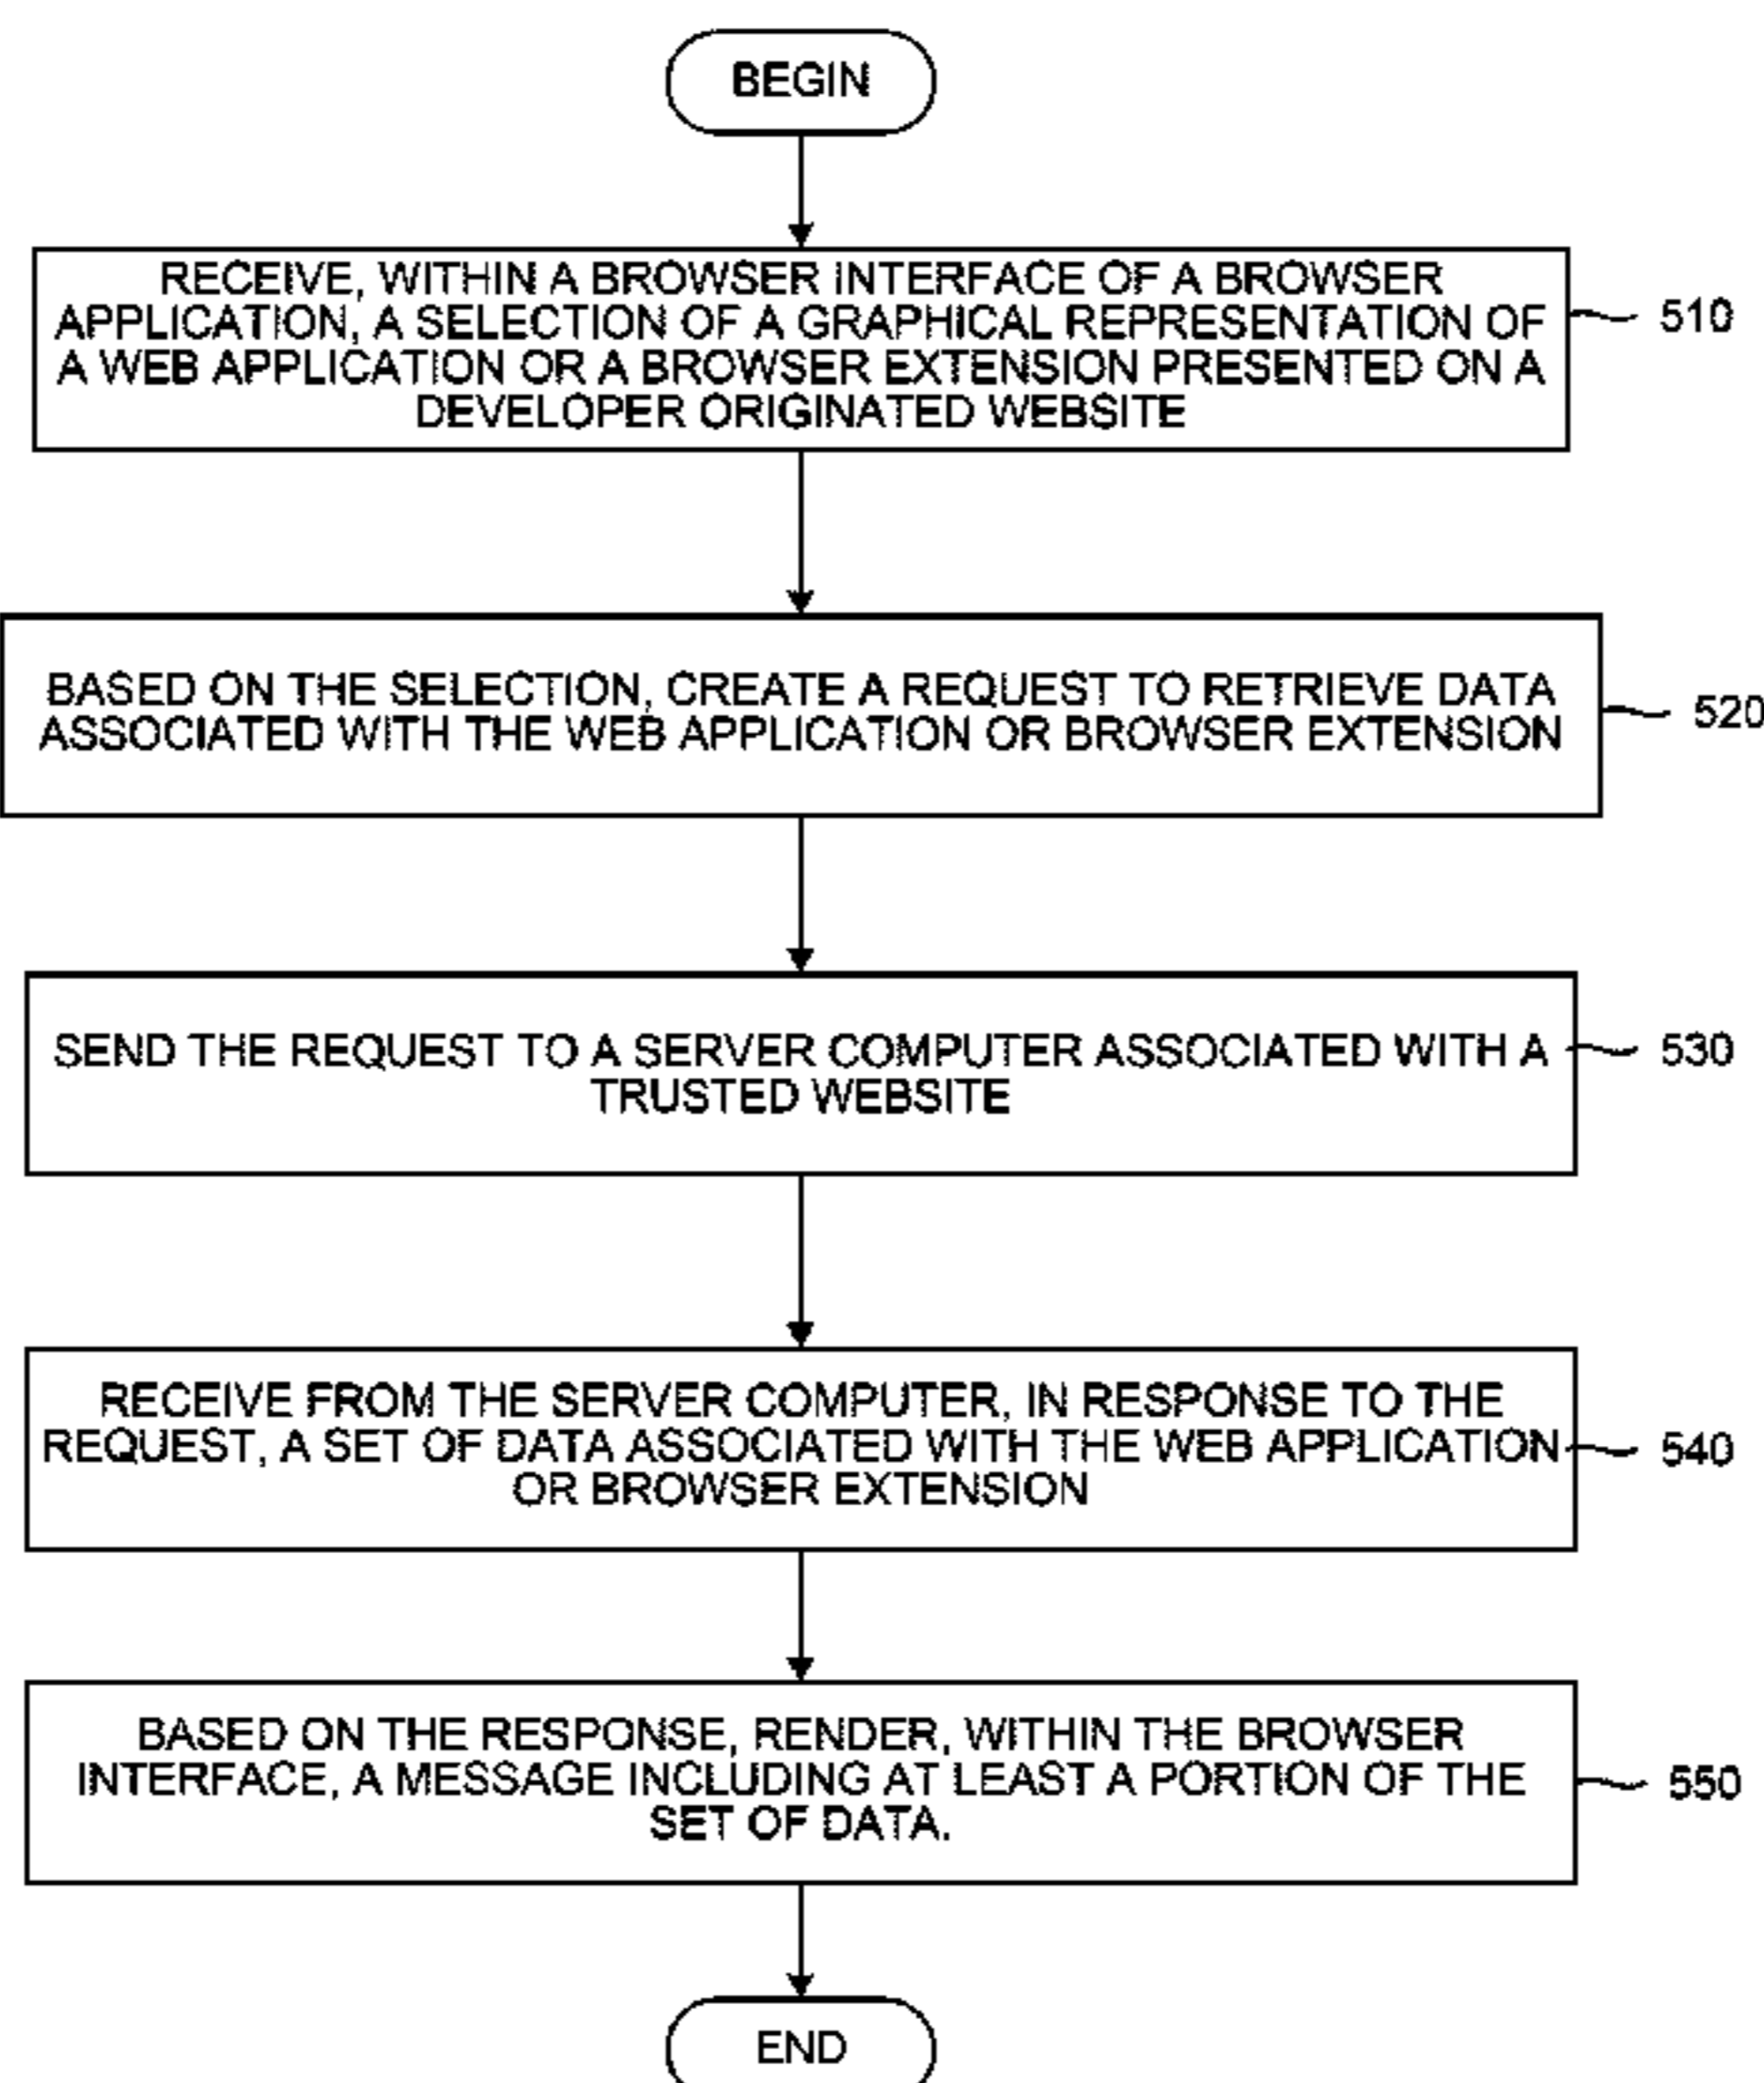 BEGIN
RECEIVE, WITHIN A BROWSER INTERFACE OF A BROWSER
APPLICATION, A SELECTION OF A GRAPHICAL REPRESENTATION OF
A WEB APPLICATION OR A BROWSER EXTENSION PRESENTED ON A
DEVELOPER ORIGINATED WEBSITE
510
BASED ON THE SELECTION, CREATE A REQUEST TO RETRIEVE DATA
ASSOCIATED WITH THE WEB APPLICATION OR BROWSER EXTENSION
520
SEND THE REQUEST TO A SERVER COMPUTER ASSOCIATED WITH A
TRUSTED WEBSITE
530
RECEIVE FROM THE SERVER COMPUTER, IN RESPONSE TO THE
REQUEST, A SET OF DATA ASSOCIATED WITH THE WEB APPLICATION
OR BROWSER EXTENSION
540
BASED ON THE RESPONSE, RENDER, WITHIN THE BROWSER
INTERFACE, A MESSAGE INCLUDING AT LEAST A PORTION OF THE
SET OF DATA.
550
END